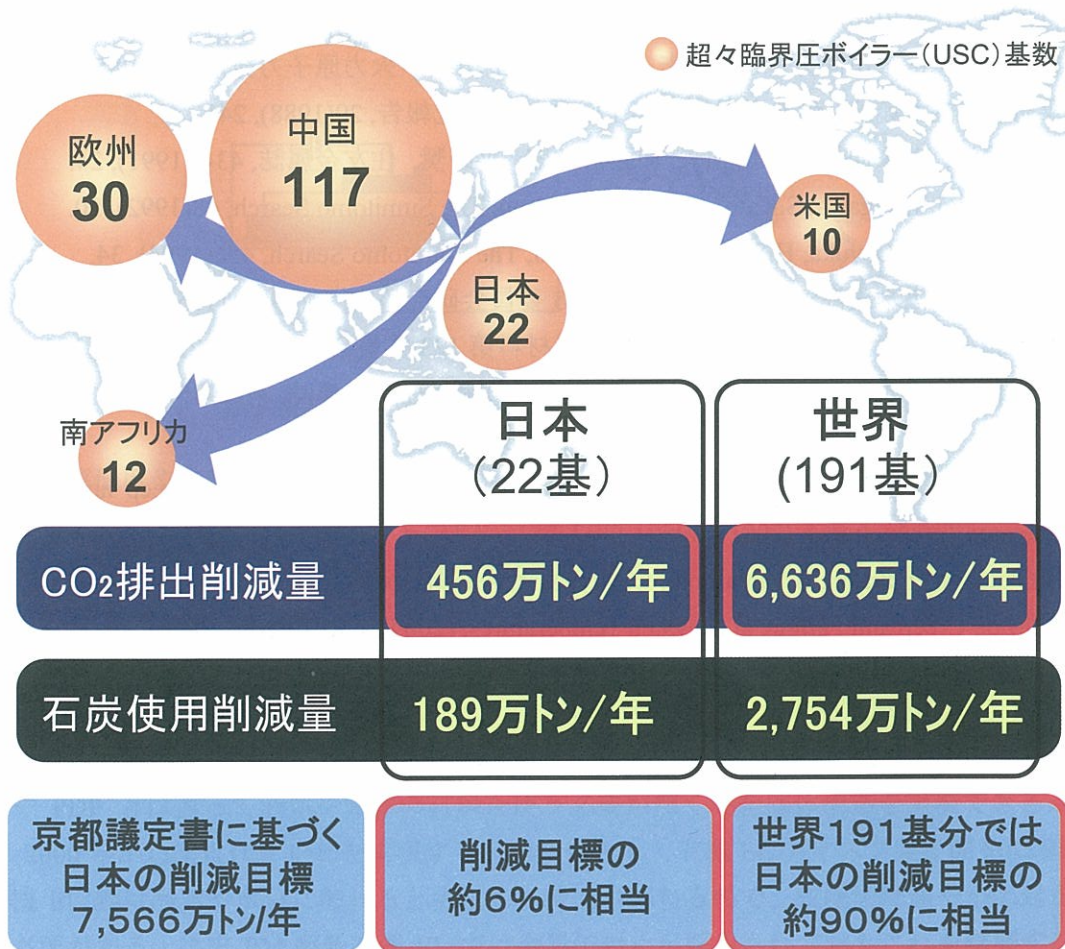 超々臨界圧ボイラー(USC)基数
欧州
30
中国
117
米国
10
日本
22
南アフリカ
12
日本
(22基)
世界
(191基)
CO₂排出削減量
456万トン/年
6,636万トン/年
石炭使用削減量
189万トン/年
2,754万トン/年
京都議定書に基づく
日本の削減目標
7,566万トン/年
削減目標の
約6%に相当
世界191基分では
日本の削減目標の
約90%に相当